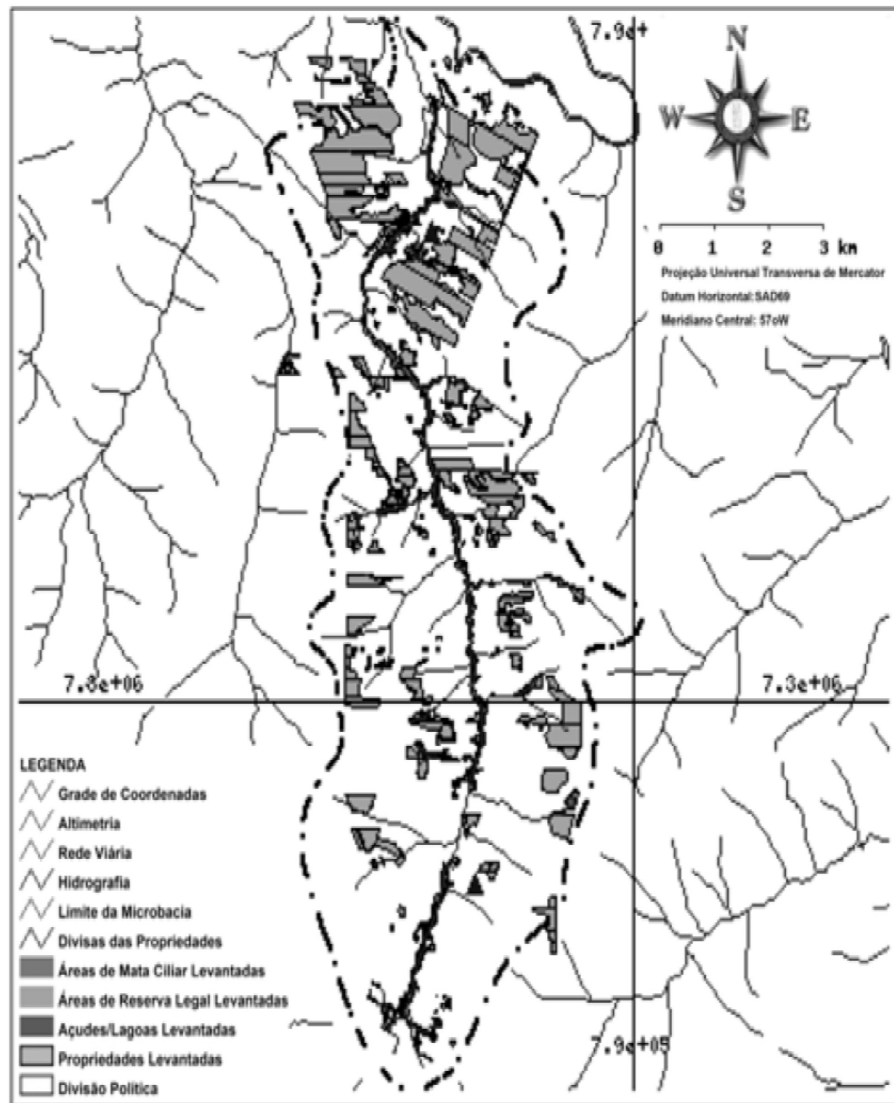 7.9e+
N
W E
S
0 1 2 3 km
Projeção Universal Transversa de Mercator
Datum Horizontal:SAD69
Meridiano Central: 57oW
7.3e+06 7.3e+06
LEGENDA
Grade de Coordenadas
Altimetria
Rede Viária
Hidrografia
Limite da Microbacia
Divisas das Propriedades
Áreas de Mata Ciliar Levantadas
Áreas de Reserva Legal Levantadas
Açudes/Lagoas Levantadas
Propriedades Levantadas
Divisão Política
7.9e+05